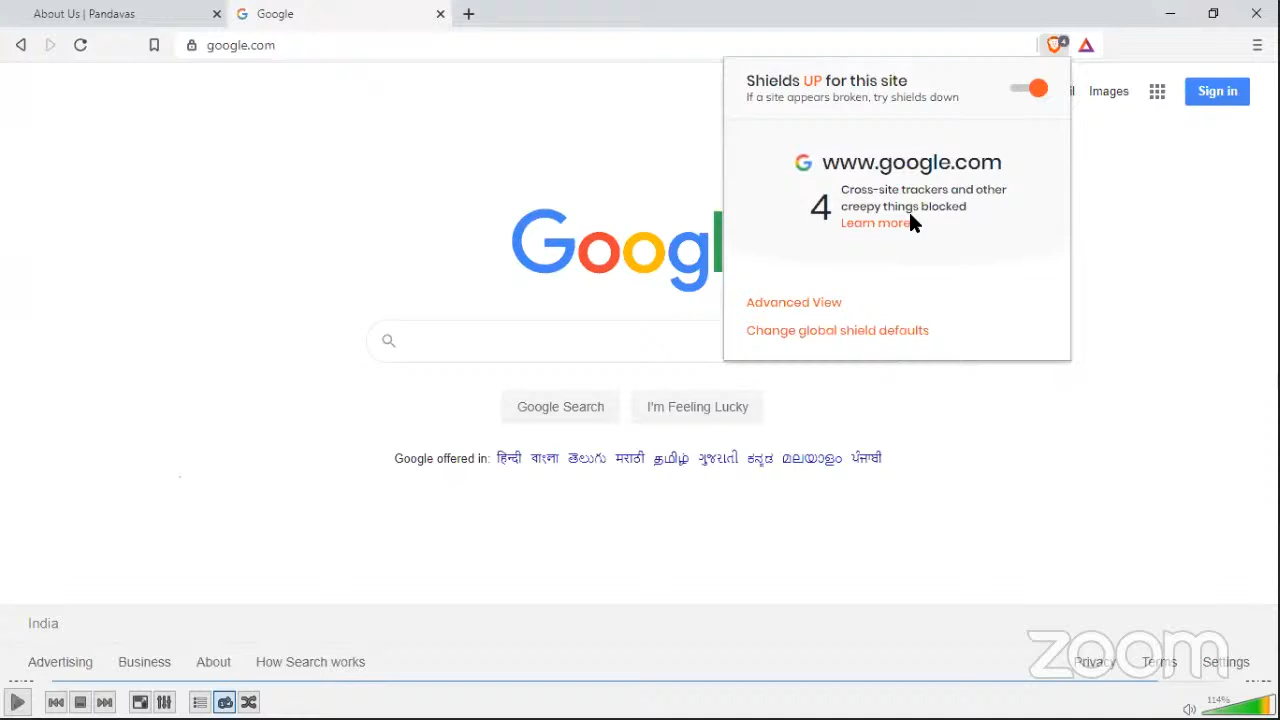 About Us | Pandavas
Google
google.com
4
Shields UP for this site
If a site appears broken, try shields down
Images
Sign in
www.google.com
4
Cross-site trackers and other
creepy things blocked
Learn more
Googl
Advanced View
Change global shield defaults
Google Search
I'm Feeling Lucky
Google offered in: हिन्दी বাংলা తెలుగు मराठी தமிழ் ગુજરાતી ಕನ್ನಡ മലയാളം ਪੰਜਾਬੀ
India
Advertising Business About How Search works
Privacy Terms Settings
zoom
114%